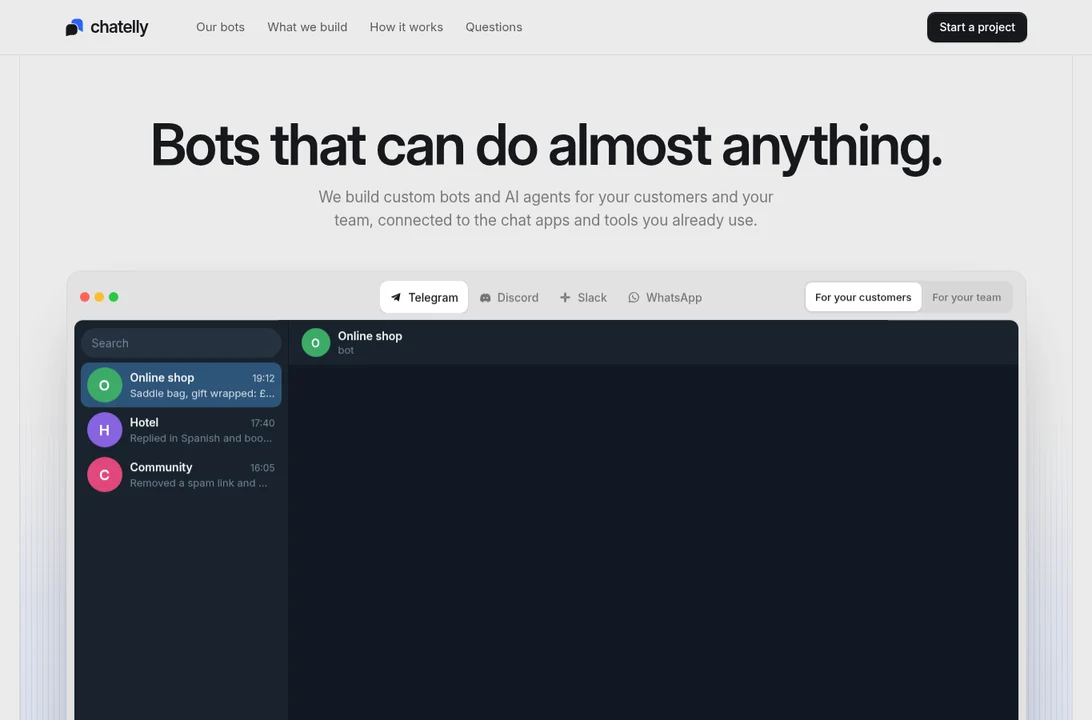 chatelly
Our bots
What we build
How it works
Questions
Start a project
Bots that can do almost anything.
We build custom bots and AI agents for your customers and your
team, connected to the chat apps and tools you already use.
Telegram
Discord
Slack
WhatsApp
For your customers
For your team
Search
O
Online shop
19:12
Saddle bag, gift wrapped: £...
H
Hotel
17:40
Replied in Spanish and boo...
C
Community
16:05
Removed a spam link and ...
O
Online shop
bot